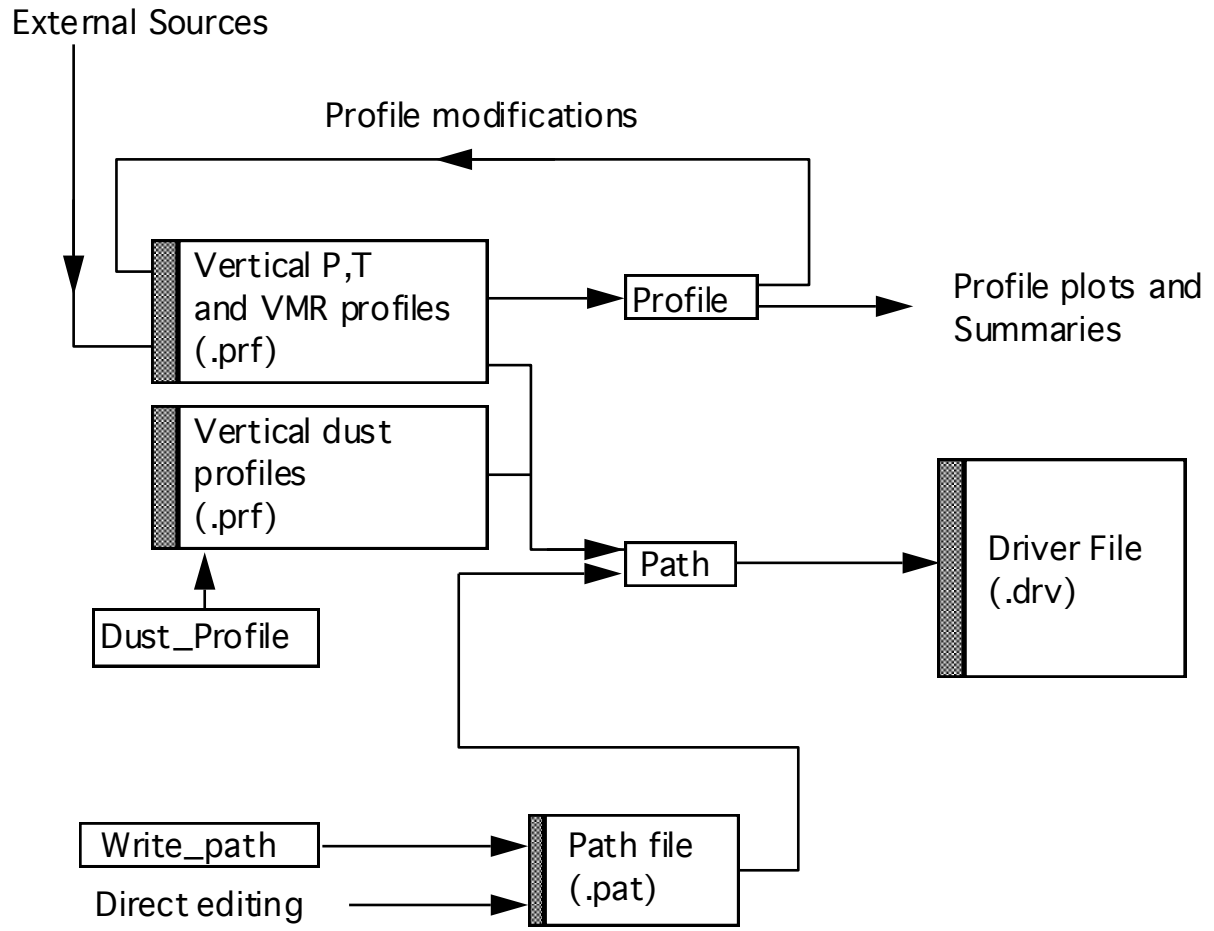 External Sources
Profile modifications
Vertical P,T
and VMR profiles
(.prf)
Profile
Profile plots and
Summaries
Vertical dust
profiles
(.prf)
Path
Driver File
(.drv)
Dust_Profile
Write_path
Direct editing
Path file
(.pat)